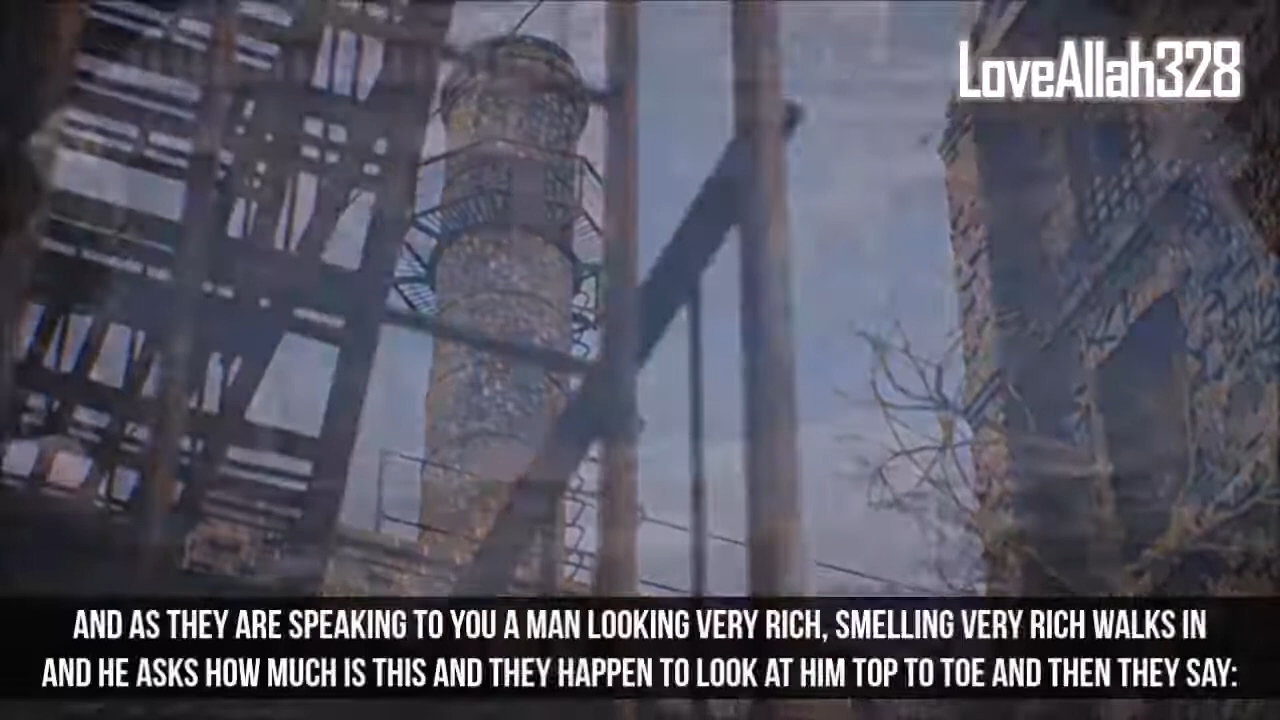 LoveAllah328
AND AS THEY ARE SPEAKING TO YOU A MAN LOOKING VERY RICH, SMELLING VERY RICH WALKS IN
AND HE ASKS HOW MUCH IS THIS AND THEY HAPPEN TO LOOK AT HIM TOP TO TOE AND THEN THEY SAY: